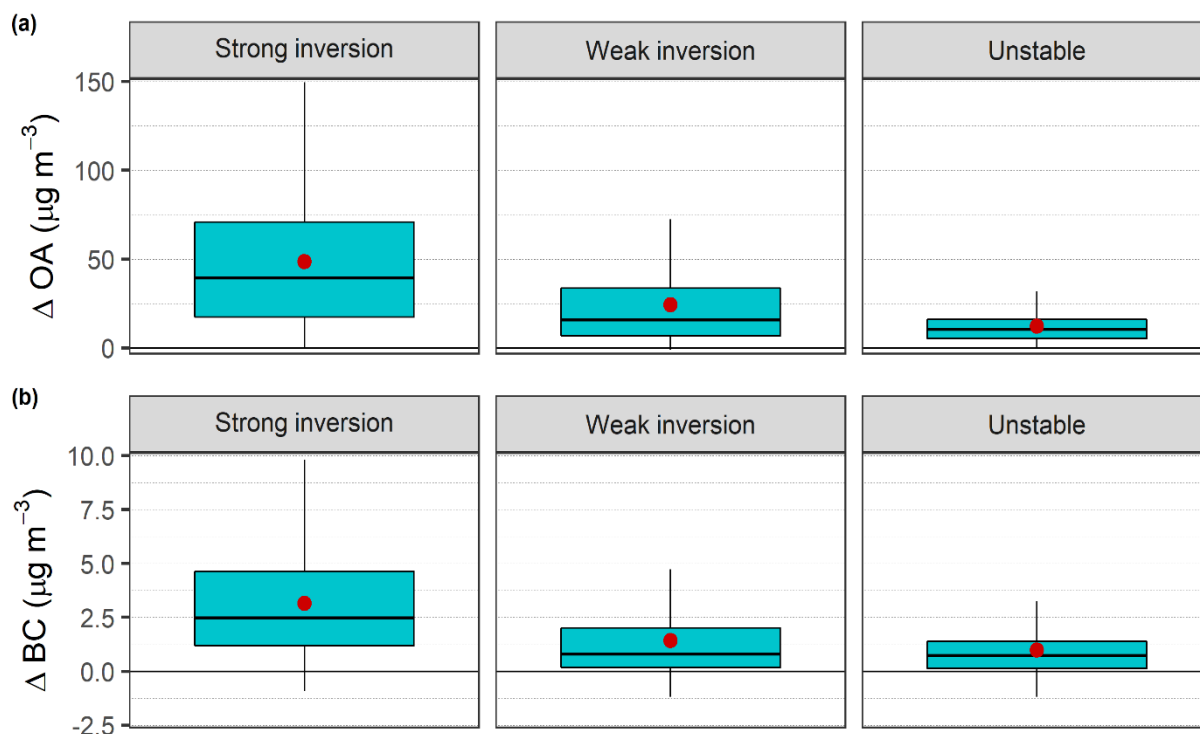 (a)
Strong inversion Weak inversion Unstable
150
100
50
0
Δ OA (µg m⁻³)
(b)
Strong inversion Weak inversion Unstable
10.0
7.5
5.0
2.5
0.0
-2.5
Δ BC (µg m⁻³)